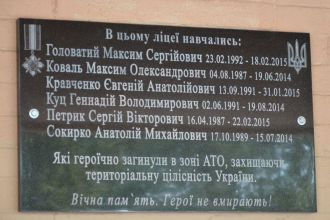 В цьому ліцеї навчались:
Головатий Максим Сергійович 23.02.1992 - 18.02.2015
Коваль Максим Олександрович 04.08.1987 - 19.06.2014
Кравченко Євгеній Анатолійович 13.09.1991 - 31.01.2015
Куц Геннадій Володимирович 02.06.1991 - 19.08.2014
Петрик Сергій Вікторович 16.04.1987 - 22.02.2015
Сокирко Анатолій Михайлович 17.10.1989 - 15.07.2014
Які героїчно загинули в зоні АТО, захищаючи
територіальну цілісність України.
Вічна пам`ять. Герої не вмирають!